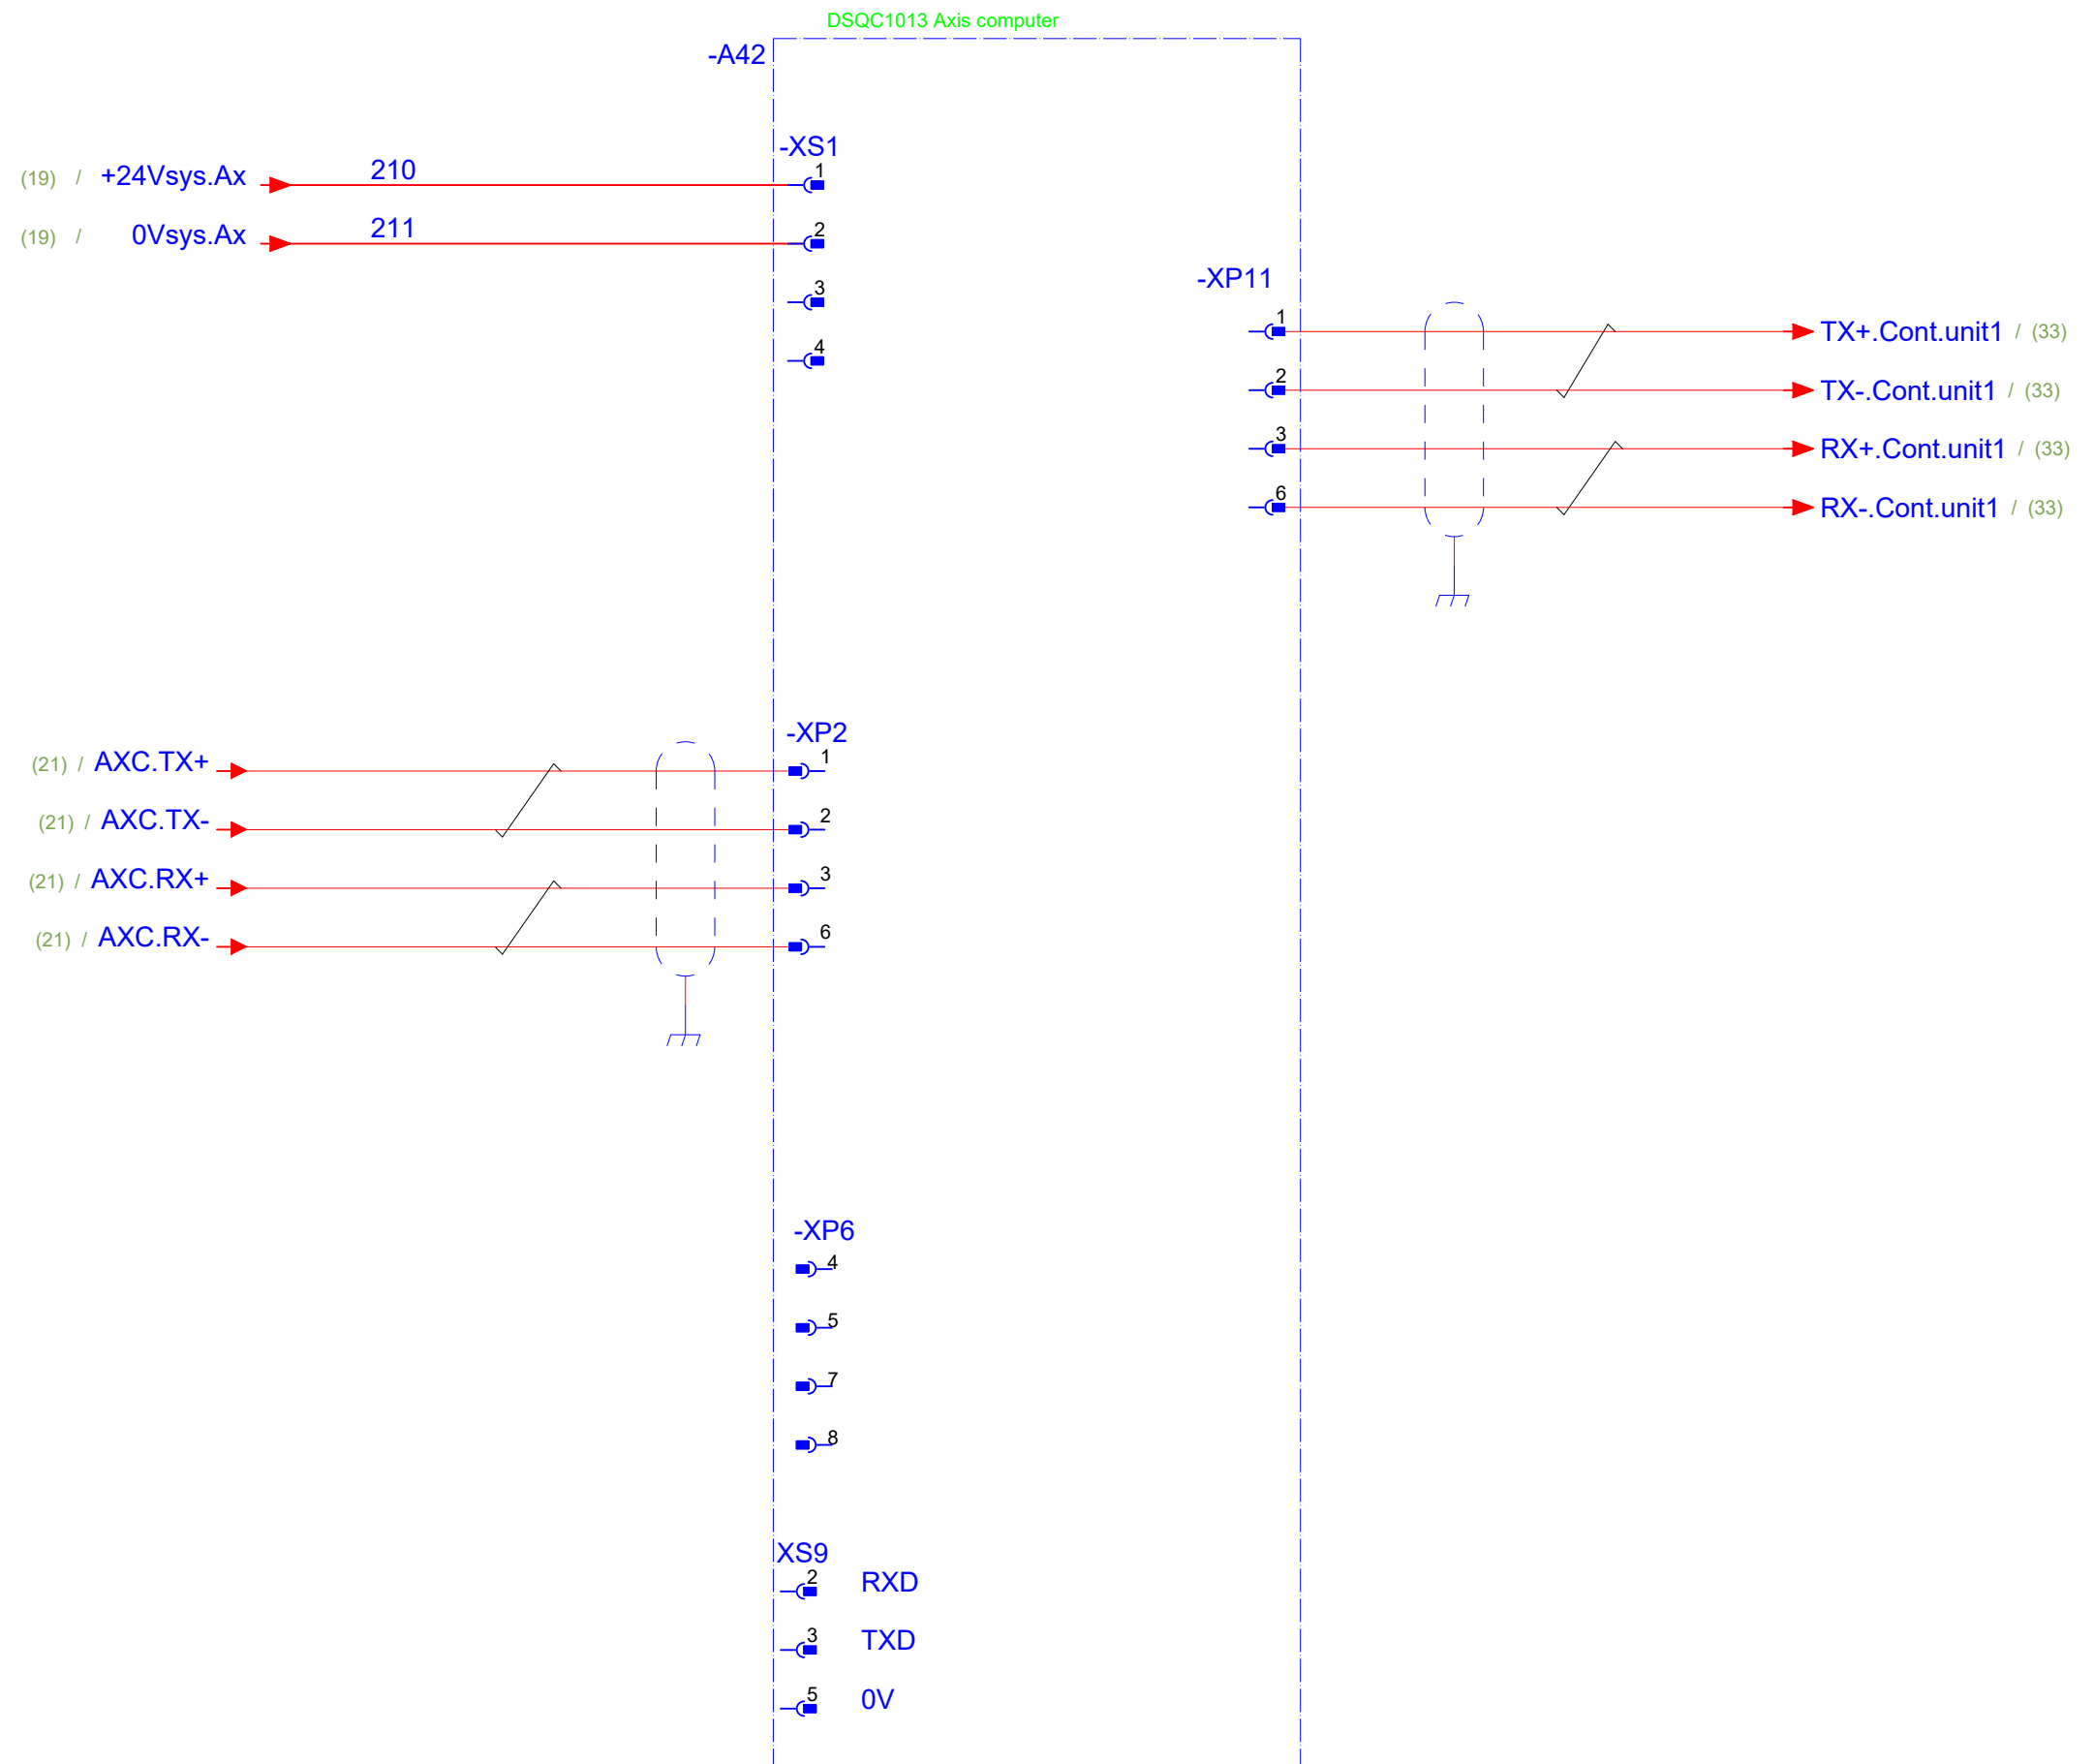 DSQC1013 Axis computer
-A42
-XS1
(19) / +24Vsys.Ax 210 1
(19) / 0Vsys.Ax 211 2
3
4
-XP11
1 TX+.Cont.unit1 / (33)
2 TX-.Cont.unit1 / (33)
3 RX+.Cont.unit1 / (33)
6 RX-.Cont.unit1 / (33)
-XP2
(21) / AXC.TX+ 1
(21) / AXC.TX- 2
(21) / AXC.RX+ 3
(21) / AXC.RX- 6
-XP6
4
5
7
8
XS9
2 RXD
3 TXD
5 0V